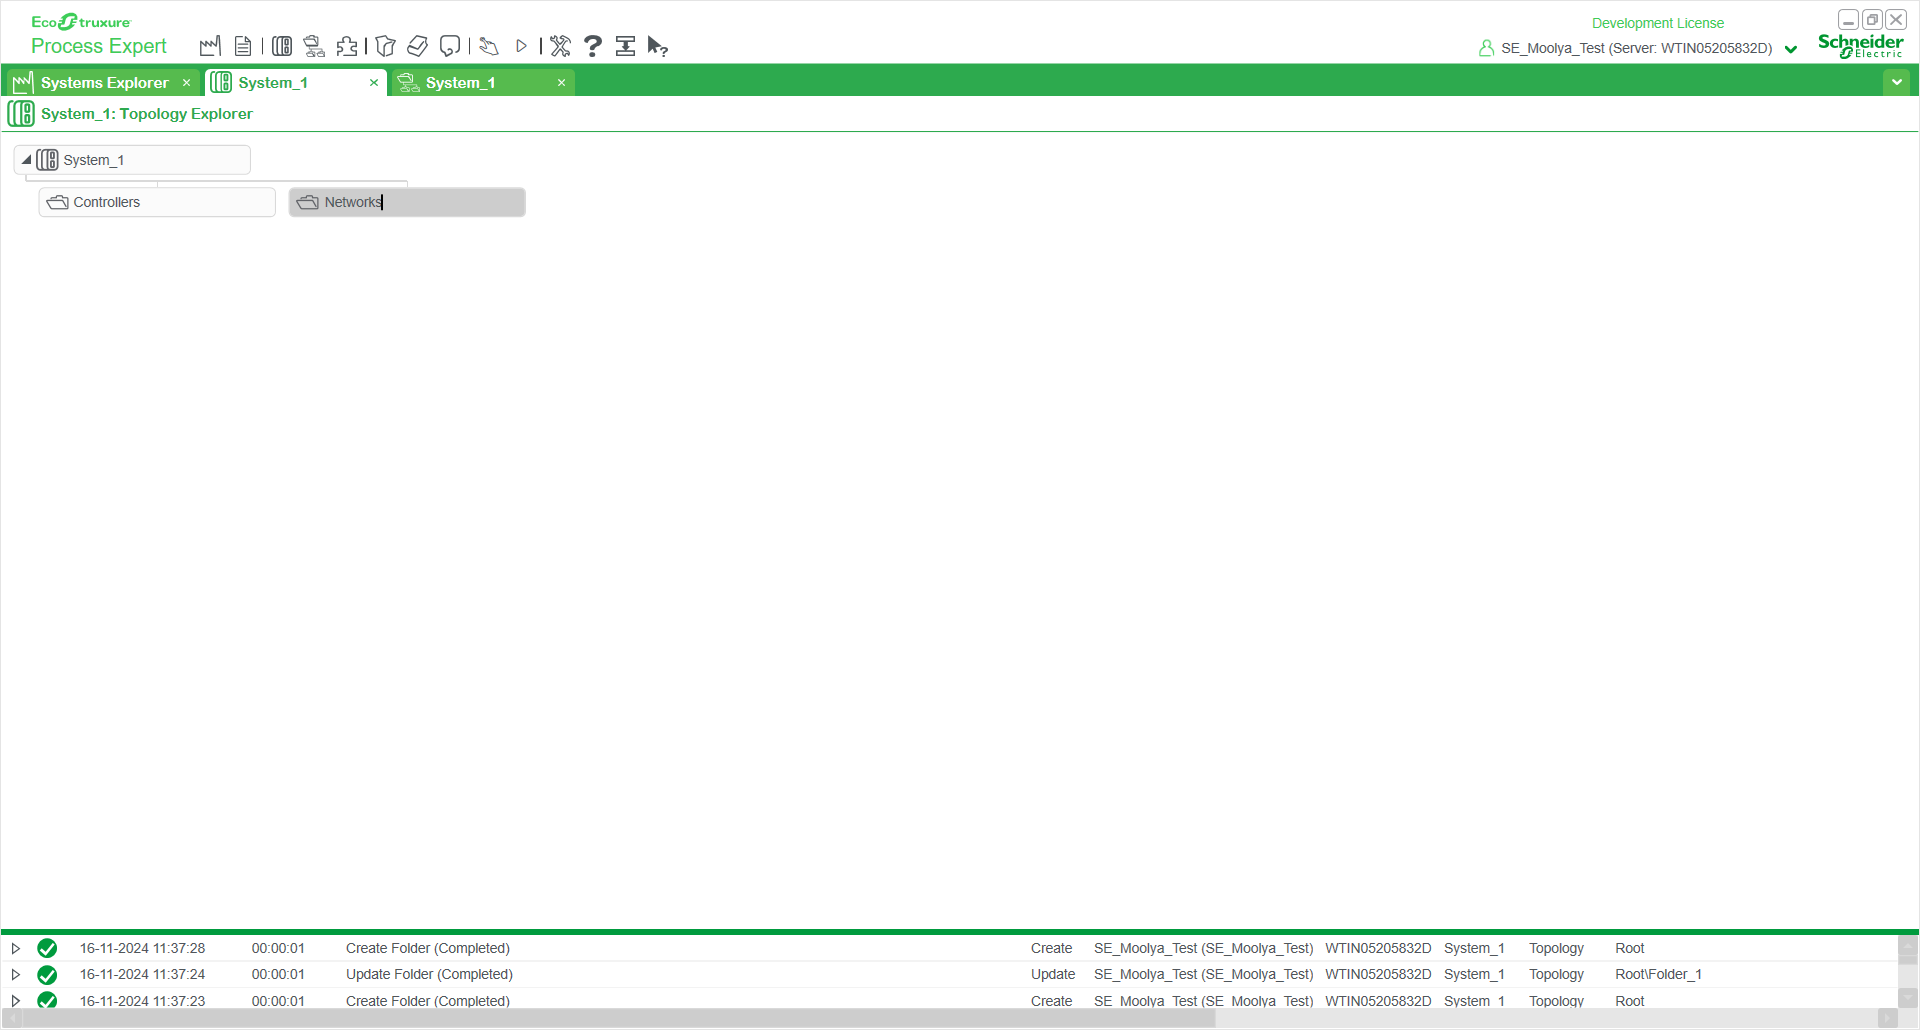 EcoStruxure
Development License
Process Expert
SE_Moolya_Test (Server: WTIN05205832D)
Schneider
Electric
Systems Explorer × System_1 × System_1 ×
System_1: Topology Explorer
System_1
Controllers Networks
16-11-2024 11:37:28 00:00:01 Create Folder (Completed) Create SE_Moolya_Test (SE_Moolya_Test) WTIN05205832D System_1 Topology Root
16-11-2024 11:37:24 00:00:01 Update Folder (Completed) Update SE_Moolya_Test (SE_Moolya_Test) WTIN05205832D System_1 Topology Root\Folder_1
16-11-2024 11:37:23 00:00:01 Create Folder (Completed) Create SE_Moolya_Test (SE_Moolya_Test) WTIN05205832D System_1 Topology Root